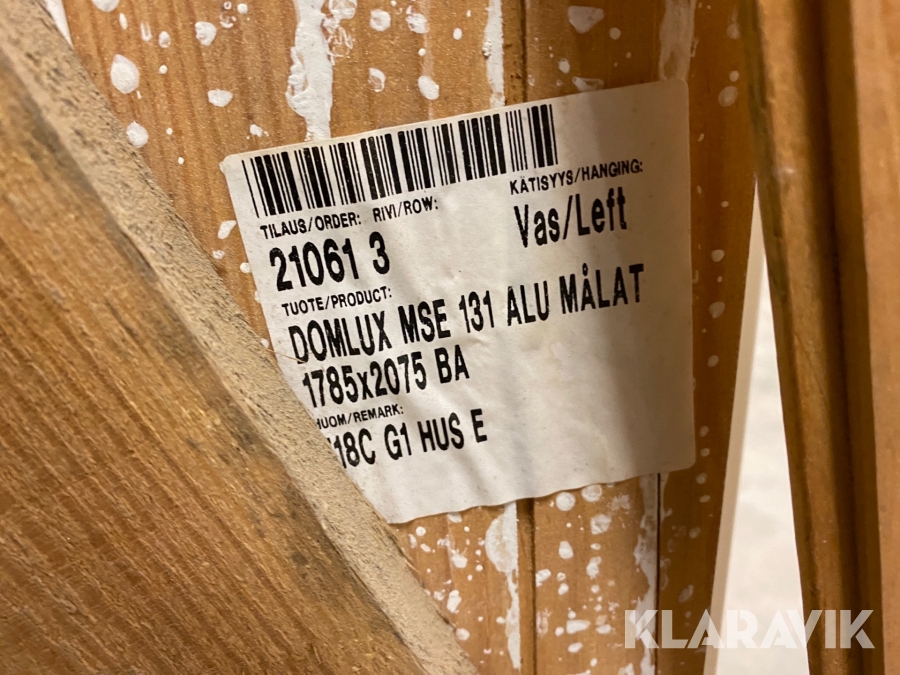 TILAUS/ORDER: RIVI/ROW: KÄTISYYS/HANGING:
21061 3 Vas/Left
TUOTE/PRODUCT:
DOMLUX MSE 131 ALU MÅLAT
1785x2075 BA
HUOM/REMARK:
18C G1 HUS E
KLARAVIK